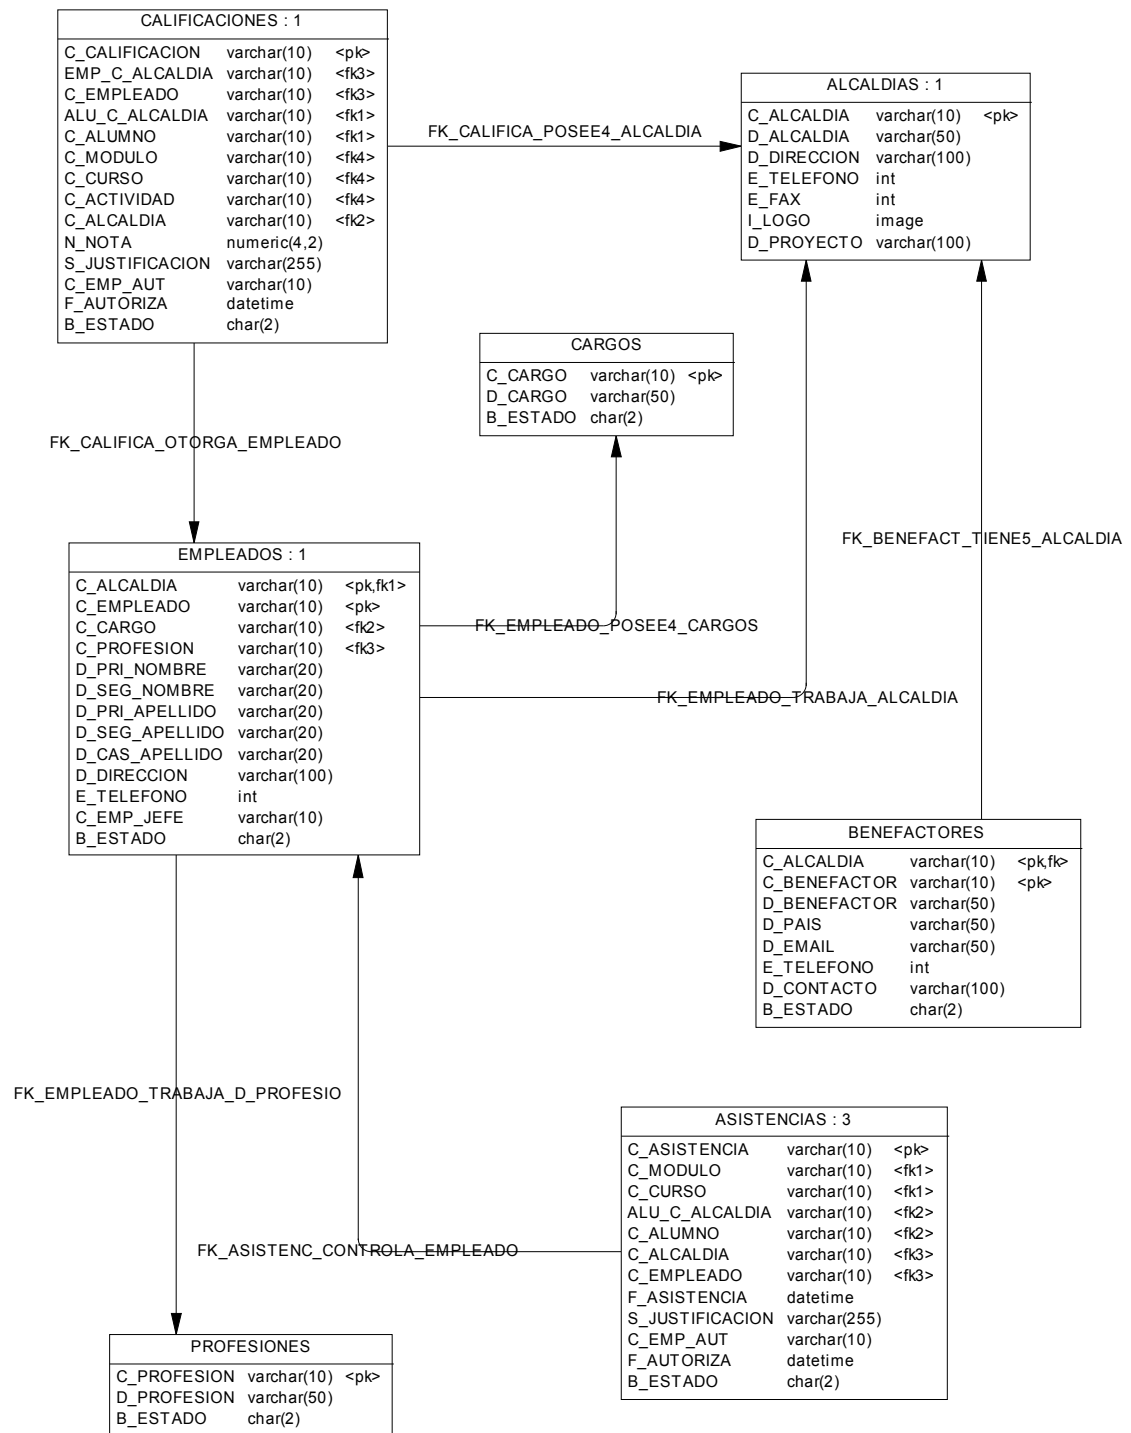 CALIFICACIONES : 1
C_CALIFICACION varchar(10) <pk>
EMP_C_ALCALDIA varchar(10) <fk3>
C_EMPLEADO varchar(10) <fk3>
ALU_C_ALCALDIA varchar(10) <fk1>
C_ALUMNO varchar(10) <fk1>
C_MODULO varchar(10) <fk4>
C_CURSO varchar(10) <fk4>
C_ACTIVIDAD varchar(10) <fk4>
C_ALCALDIA varchar(10) <fk2>
N_NOTA numeric(4,2)
S_JUSTIFICACION varchar(255)
C_EMP_AUT varchar(10)
F_AUTORIZA datetime
B_ESTADO char(2)
FK_CALIFICA_POSEE4_ALCALDIA
ALCALDIAS : 1
C_ALCALDIA varchar(10) <pk>
D_ALCALDIA varchar(50)
D_DIRECCION varchar(100)
E_TELEFONO int
E_FAX int
I_LOGO image
D_PROYECTO varchar(100)
CARGOS
C_CARGO varchar(10) <pk>
D_CARGO varchar(50)
B_ESTADO char(2)
FK_CALIFICA_OTORGA_EMPLEADO
FK_BENEFACT_TIENE5_ALCALDIA
EMPLEADOS : 1
C_ALCALDIA varchar(10) <pk,fk1>
C_EMPLEADO varchar(10) <pk>
C_CARGO varchar(10) <fk2>
C_PROFESION varchar(10) <fk3>
D_PRI_NOMBRE varchar(20)
D_SEG_NOMBRE varchar(20)
D_PRI_APELLIDO varchar(20)
D_SEG_APELLIDO varchar(20)
D_CAS_APELLIDO varchar(20)
D_DIRECCION varchar(100)
E_TELEFONO int
C_EMP_JEFE varchar(10)
B_ESTADO char(2)
FK_EMPLEADO_POSEE4_CARGOS
FK_EMPLEADO_TRABAJA_ALCALDIA
BENEFACTORES
C_ALCALDIA varchar(10) <pk,fk>
C_BENEFACTOR varchar(10) <pk>
D_BENEFACTOR varchar(50)
D_PAIS varchar(50)
D_EMAIL varchar(50)
E_TELEFONO int
D_CONTACTO varchar(100)
B_ESTADO char(2)
FK_EMPLEADO_TRABAJA_D_PROFESIO
ASISTENCIAS : 3
C_ASISTENCIA varchar(10) <pk>
C_MODULO varchar(10) <fk1>
C_CURSO varchar(10) <fk1>
ALU_C_ALCALDIA varchar(10) <fk2>
C_ALUMNO varchar(10) <fk2>
C_ALCALDIA varchar(10) <fk3>
C_EMPLEADO varchar(10) <fk3>
F_ASISTENCIA datetime
S_JUSTIFICACION varchar(255)
C_EMP_AUT varchar(10)
F_AUTORIZA datetime
B_ESTADO char(2)
FK_ASISTENC_CONTROLA_EMPLEADO
PROFESIONES
C_PROFESION varchar(10) <pk>
D_PROFESION varchar(50)
B_ESTADO char(2)